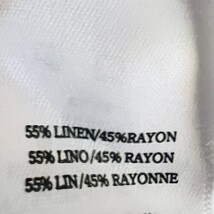 55% LINEN/45%RAYON
55% LINO/45% RAYON
55% LIN/45% RAYONNE